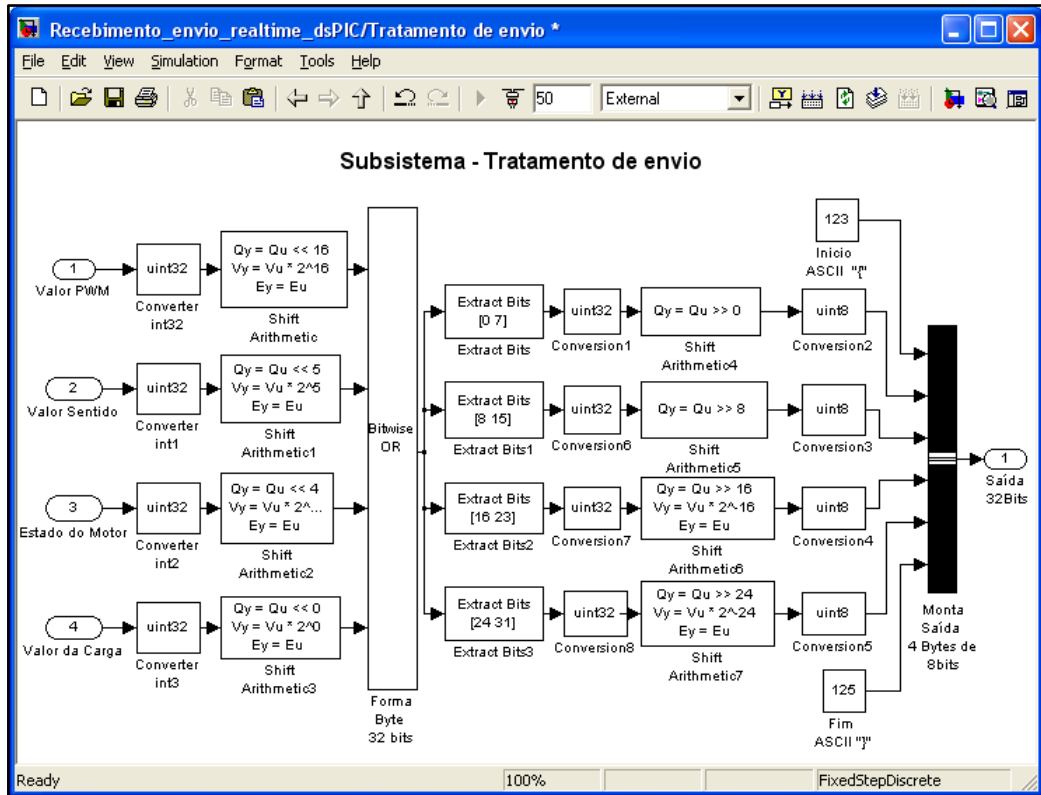 Recebimento_envio_realtime_dsPIC/Tratamento de envio *
File Edit View Simulation Format Tools Help
50 External
Subsistema - Tratamento de envio
1
Valor PWM
uint32
Converter
int32
Qy = Qu << 16
Vy = Vu * 2^16
Ey = Eu
Shift
Arithmetic
2
Valor Sentido
uint32
Converter
int1
Qy = Qu << 5
Vy = Vu * 2^5
Ey = Eu
Shift
Arithmetic1
3
Estado do Motor
uint32
Converter
int2
Qy = Qu << 4
Vy = Vu * 2^...
Ey = Eu
Shift
Arithmetic2
4
Valor da Carga
uint32
Converter
int3
Qy = Qu << 0
Vy = Vu * 2^0
Ey = Eu
Shift
Arithmetic3
Bitwise
OR
Forma
Byte
32 bits
Extract Bits
[0 7]
Extract Bits
uint32
Conversion1
Qy = Qu >> 0
Shift
Arithmetic4
uint8
Conversion2
Extract Bits
[8 15]
Extract Bits1
uint32
Conversion6
Qy = Qu >> 8
Shift
Arithmetic5
uint8
Conversion3
Extract Bits
[16 23]
Extract Bits2
uint32
Conversion7
Qy = Qu >> 16
Vy = Vu * 2^-16
Ey = Eu
Shift
Arithmetic6
uint8
Conversion4
Extract Bits
[24 31]
Extract Bits3
uint32
Conversion8
Qy = Qu >> 24
Vy = Vu * 2^-24
Ey = Eu
Shift
Arithmetic7
uint8
Conversion5
123
Inicio
ASCII "{"
125
Fim
ASCII "}"
Monta
Saída
4 Bytes de
8bits
1
Saída
32Bits
Ready 100% FixedStepDiscrete